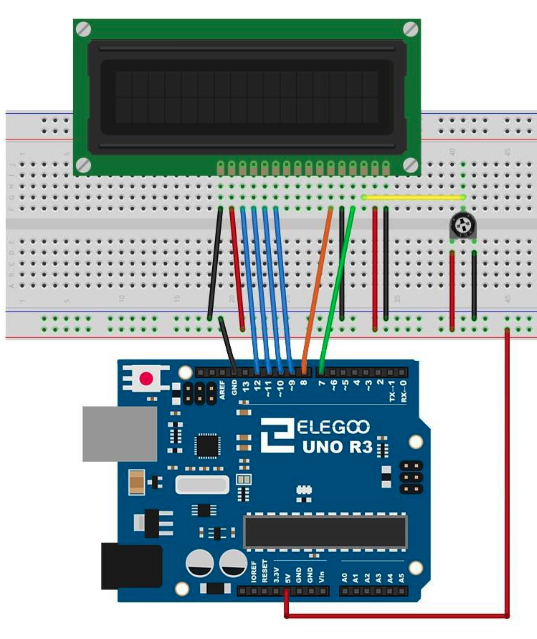 AREF
GND
13
12
~11
~10
~9
8
7
~6
~5
4
~3
2
TX→1
RX←0
ELEGOO
UNO R3
IOREF
RESET
3.3V
5V
GND
GND
Vin
A0
A1
A2
A3
A4
A5